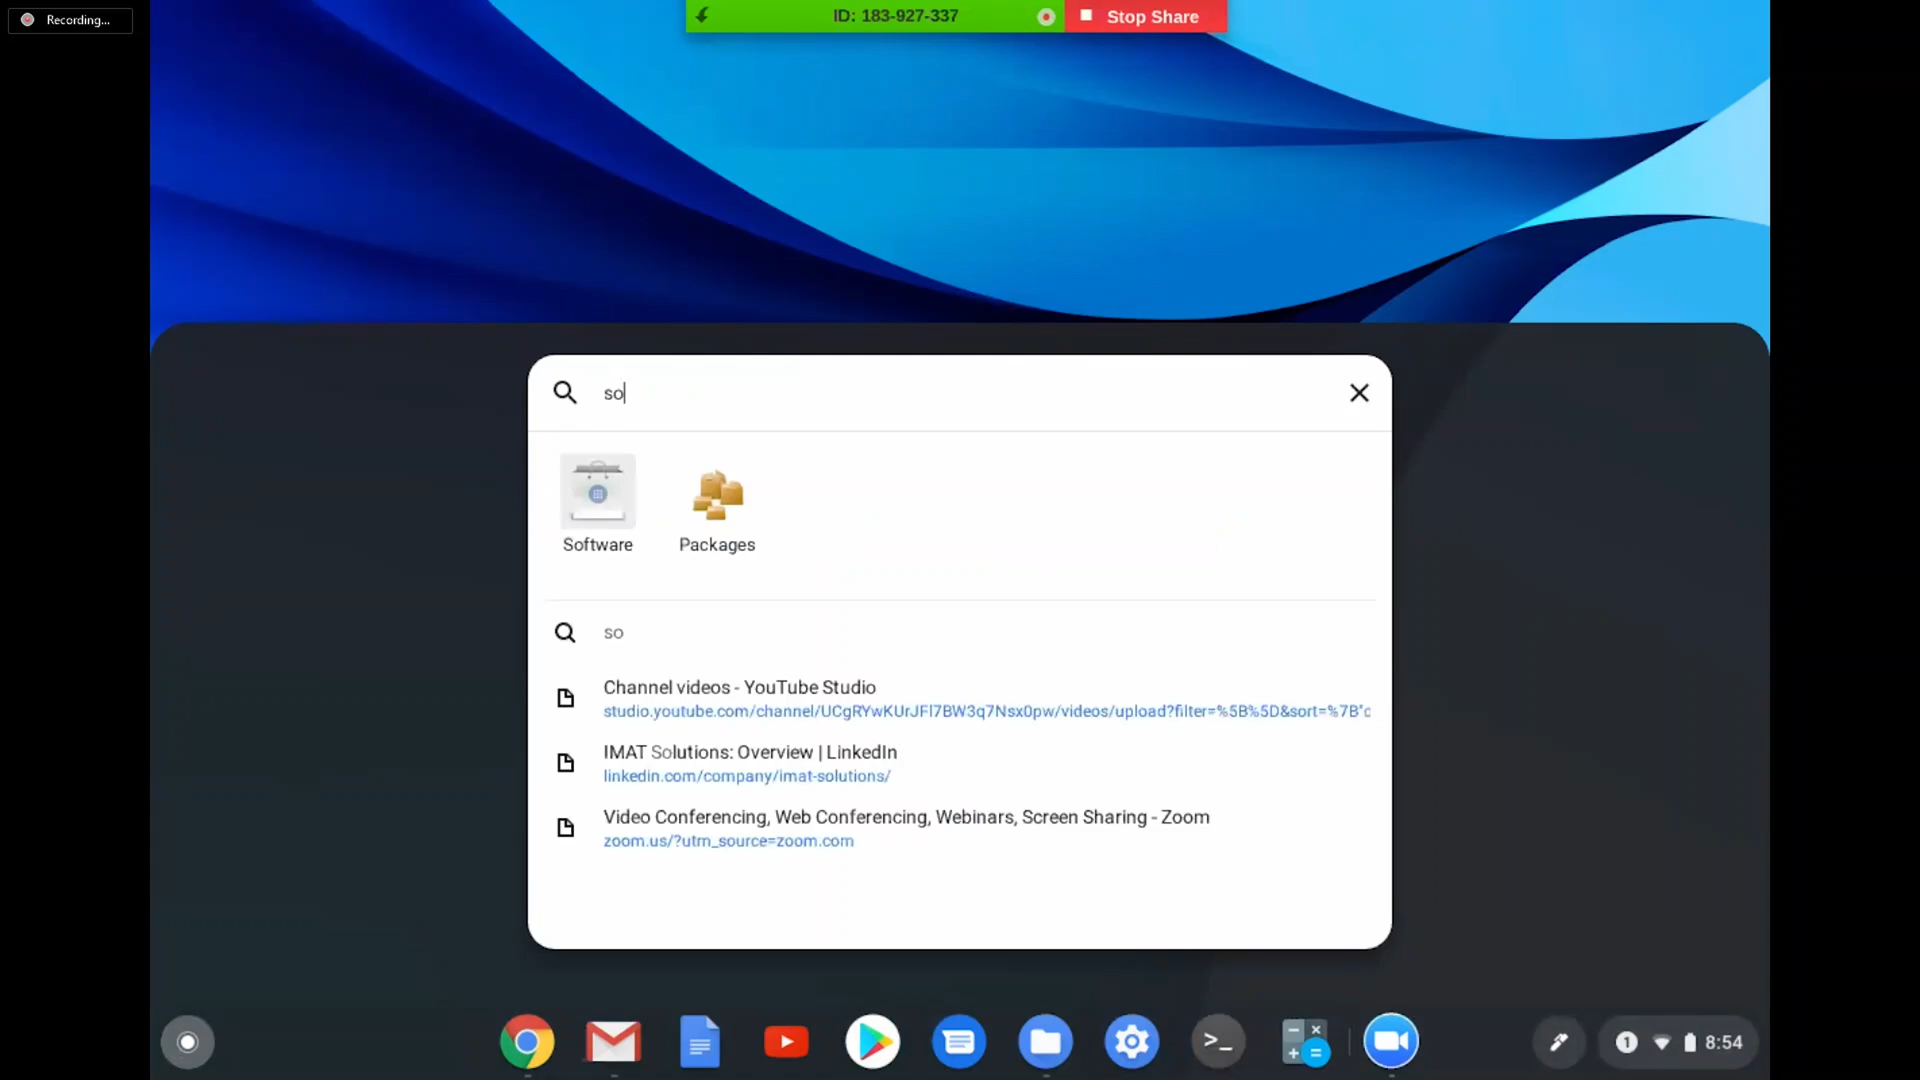 Recording...
ID: 183-927-337
Stop Share
so
Software
Packages
so
Channel videos - YouTube Studio
studio.youtube.com/channel/UCgRYwKUrJFl7BW3q7Nsx0pw/videos/upload?filter=%5B%5D&sort=%7B"c
IMAT Solutions: Overview | LinkedIn
linkedin.com/company/imat-solutions/
Video Conferencing, Web Conferencing, Webinars, Screen Sharing - Zoom
zoom.us/?utm_source=zoom.com
1 8:54